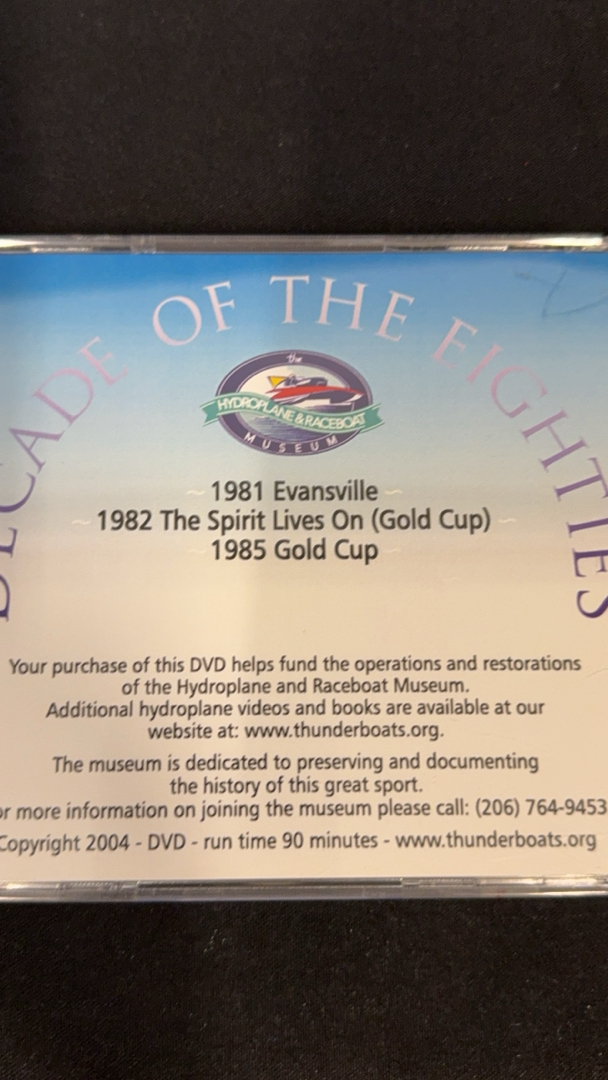 DECADE OF THE EIGHTIES
the
HYDROPLANE & RACEBOAT
MUSEUM
~ 1981 Evansville ~
~ 1982 The Spirit Lives On (Gold Cup) ~
~ 1985 Gold Cup ~
Your purchase of this DVD helps fund the operations and restorations
of the Hydroplane and Raceboat Museum.
Additional hydroplane videos and books are available at our
website at: www.thunderboats.org.
The museum is dedicated to preserving and documenting
the history of this great sport.
or more information on joining the museum please call: (206) 764-9453
Copyright 2004 - DVD - run time 90 minutes - www.thunderboats.org